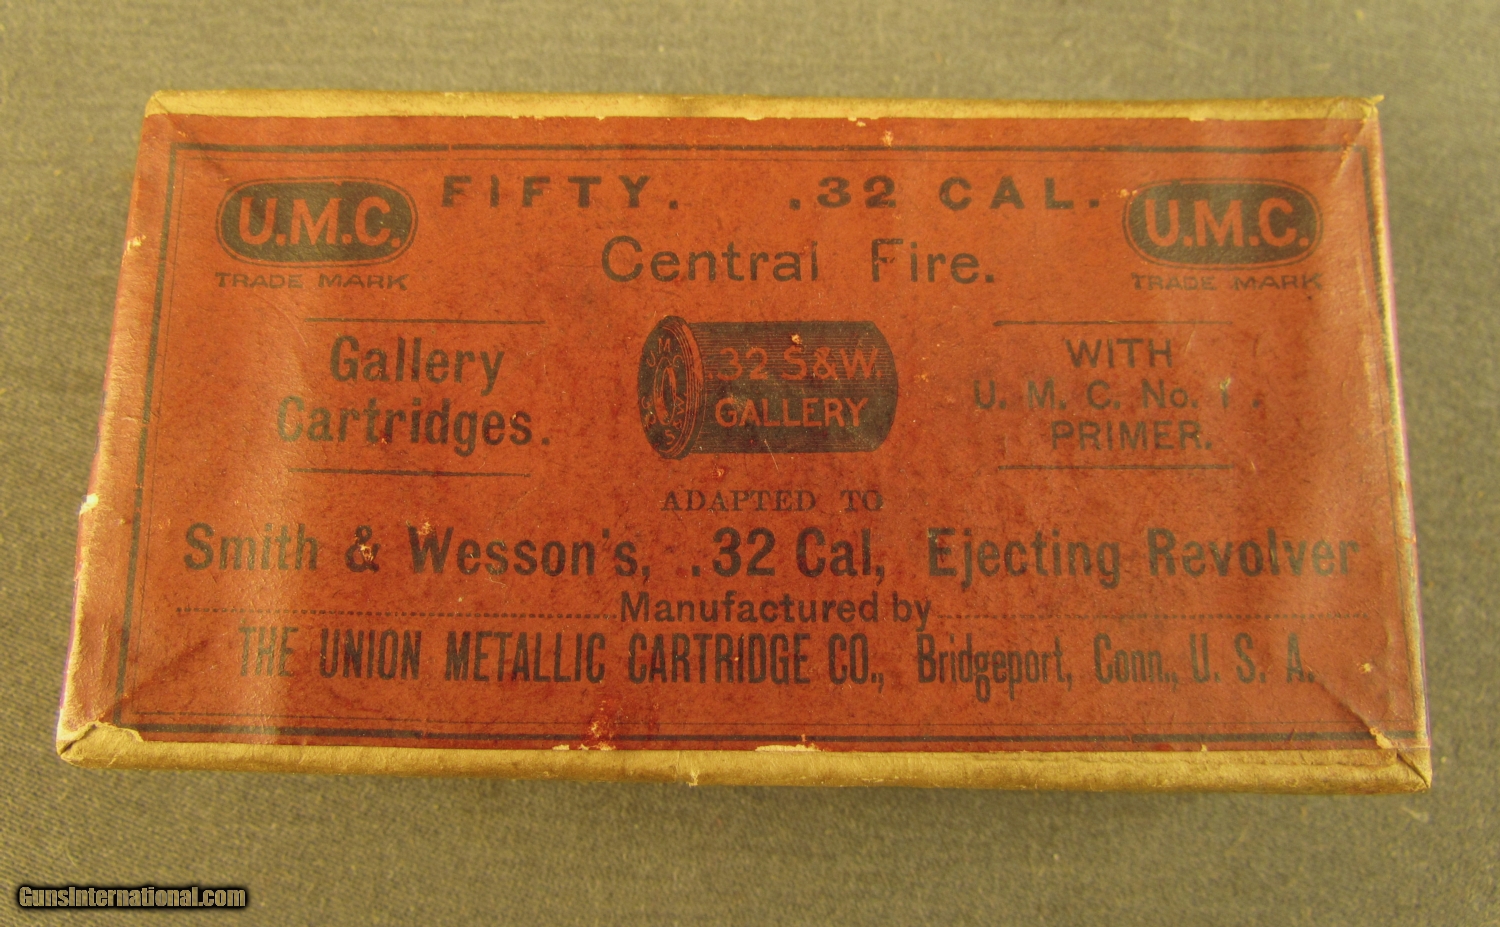 FIFTY. .32 CAL.
U.M.C.
TRADE MARK
U.M.C.
TRADE MARK
Central Fire.
Gallery
Cartridges.
.32 S&W.
GALLERY
U.M.C.
S&W
WITH
U. M. C. No. 1.
PRIMER.
ADAPTED TO
Smith & Wesson's, .32 Cal, Ejecting Revolver
Manufactured by
THE UNION METALLIC CARTRIDGE CO., Bridgeport, Conn., U. S. A.
GunsInternational.com